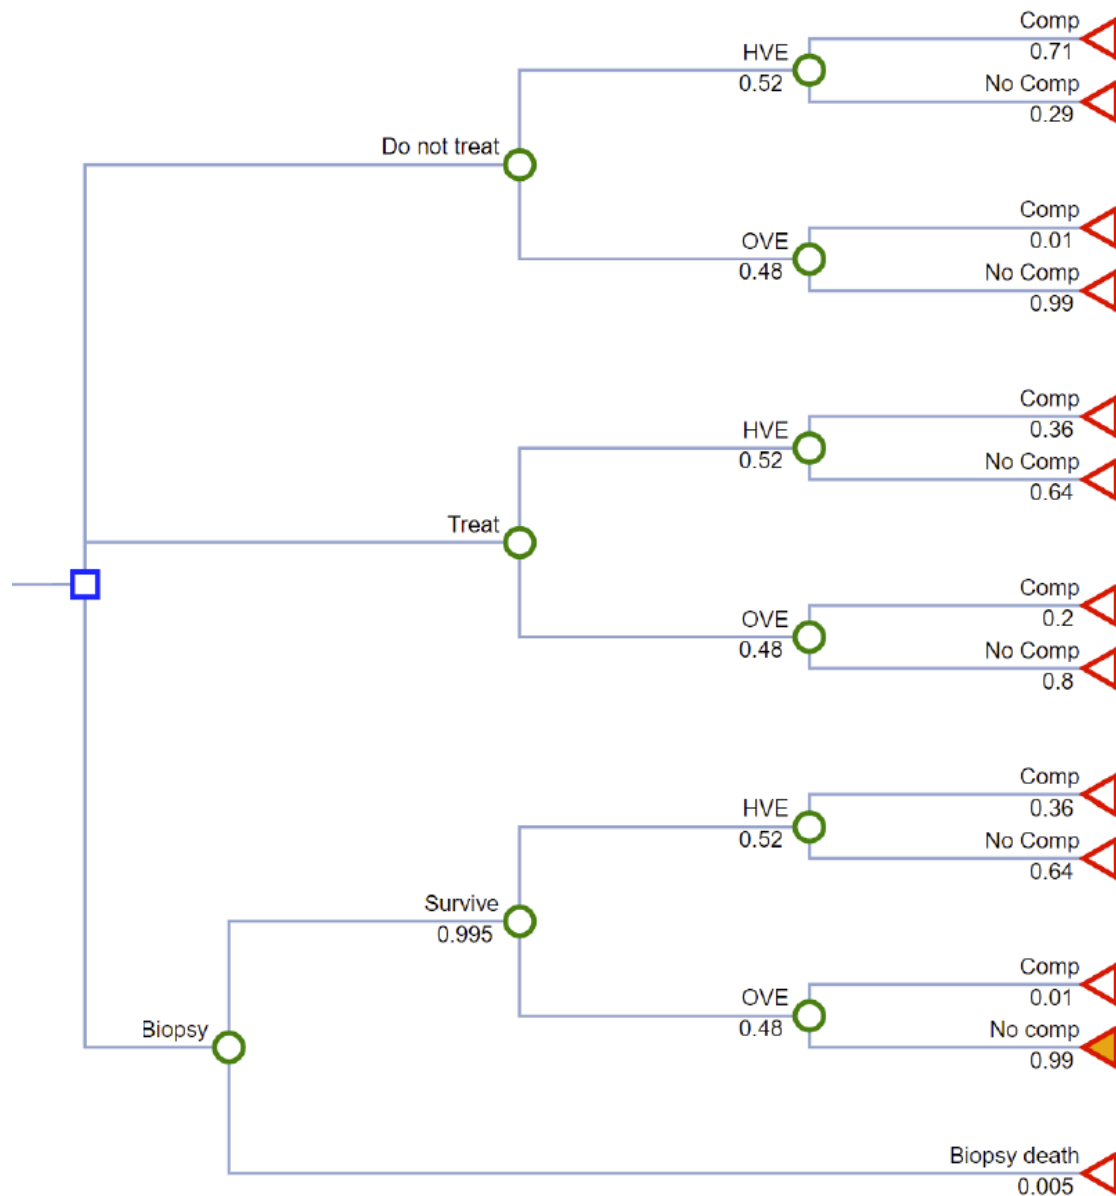 Comp
0.71
HVE
0.52
No Comp
0.29
Do not treat
Comp
0.01
OVE
0.48
No Comp
0.99
Comp
0.36
HVE
0.52
No Comp
0.64
Treat
Comp
0.2
OVE
0.48
No Comp
0.8
Comp
0.36
HVE
0.52
No Comp
0.64
Survive
0.995
Comp
0.01
OVE
0.48
No comp
0.99
Biopsy
Biopsy death
0.005